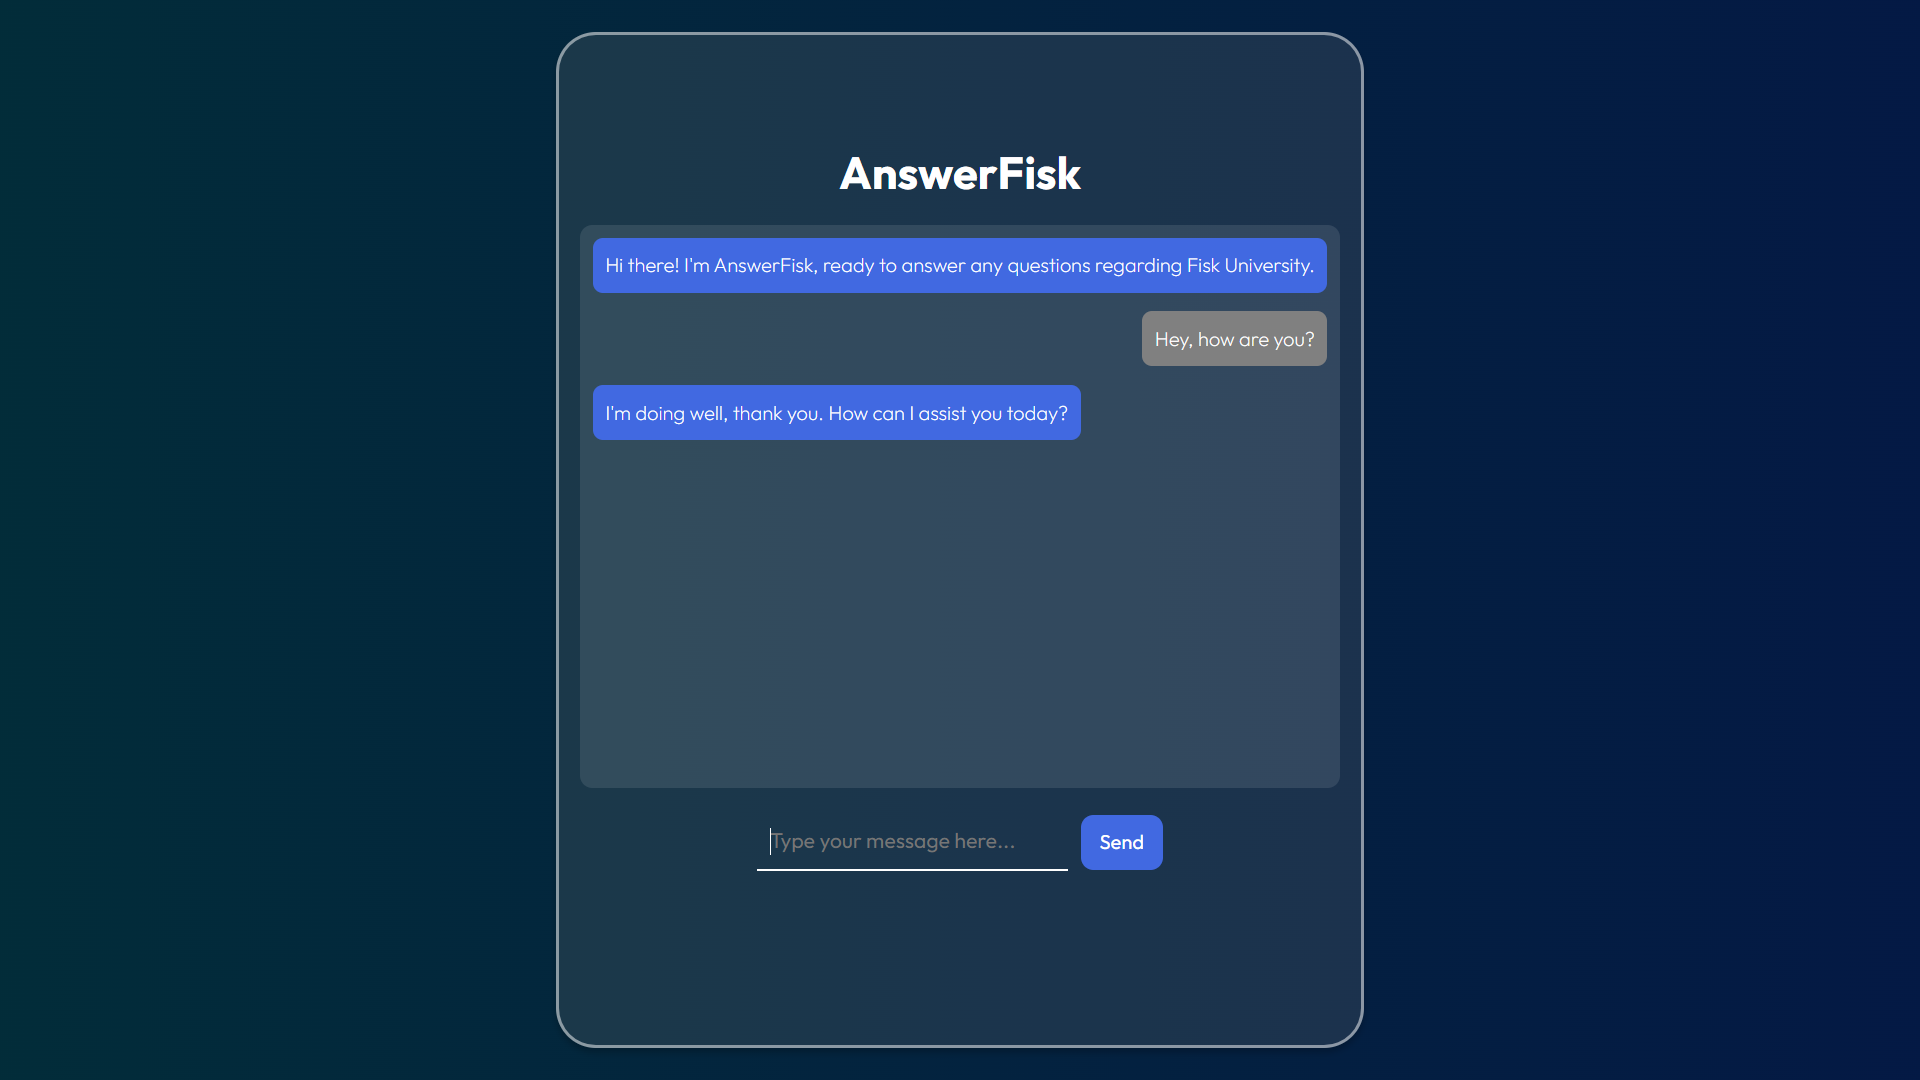 AnswerFisk
Hi there! I'm AnswerFisk, ready to answer any questions regarding Fisk University.
Hey, how are you?
I'm doing well, thank you. How can I assist you today?
Type your message here...
Send